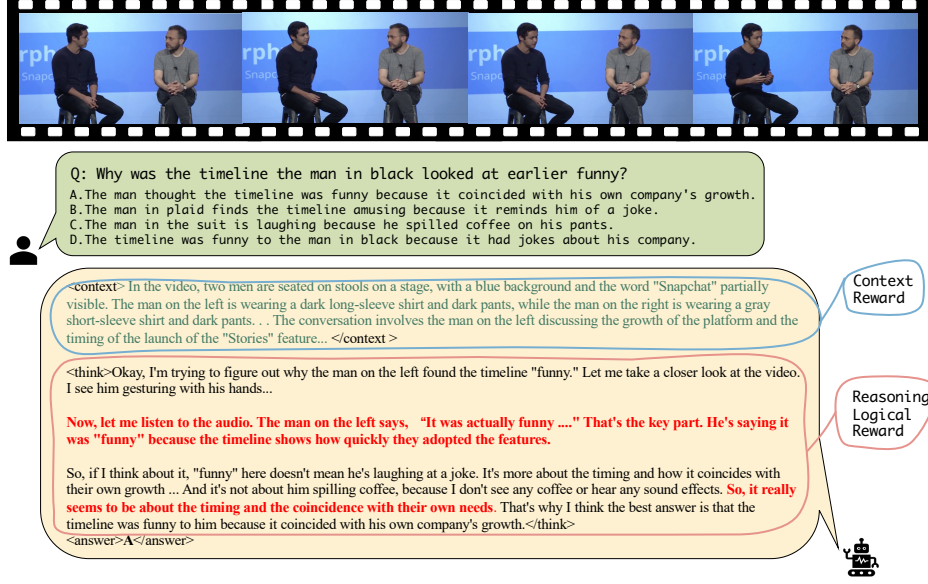 rph
Snapc
rph
Snapc
rph
Snapc
rph
Snapc
Q: Why was the timeline the man in black looked at earlier funny?
A.The man thought the timeline was funny because it coincided with his own company's growth.
B.The man in plaid finds the timeline amusing because it reminds him of a joke.
C.The man in the suit is laughing because he spilled coffee on his pants.
D.The timeline was funny to the man in black because it had jokes about his company.
<context> In the video, two men are seated on stools on a stage, with a blue background and the word "Snapchat" partially
visible. The man on the left is wearing a dark long-sleeve shirt and dark pants, while the man on the right is wearing a gray
short-sleeve shirt and dark pants. . . The conversation involves the man on the left discussing the growth of the platform and the
timing of the launch of the "Stories" feature... </context >
Context
Reward
<think>Okay, I'm trying to figure out why the man on the left found the timeline "funny." Let me take a closer look at the video.
I see him gesturing with his hands...
Now, let me listen to the audio. The man on the left says, “It was actually funny ...." That's the key part. He's saying it
was "funny" because the timeline shows how quickly they adopted the features.
Reasoning
Logical
Reward
So, if I think about it, "funny" here doesn't mean he's laughing at a joke. It's more about the timing and how it coincides with
their own growth ... And it's not about him spilling coffee, because I don't see any coffee or hear any sound effects. So, it really
seems to be about the timing and the coincidence with their own needs. That's why I think the best answer is that the
timeline was funny to him because it coincided with his own company's growth.</think>
<answer>A</answer>